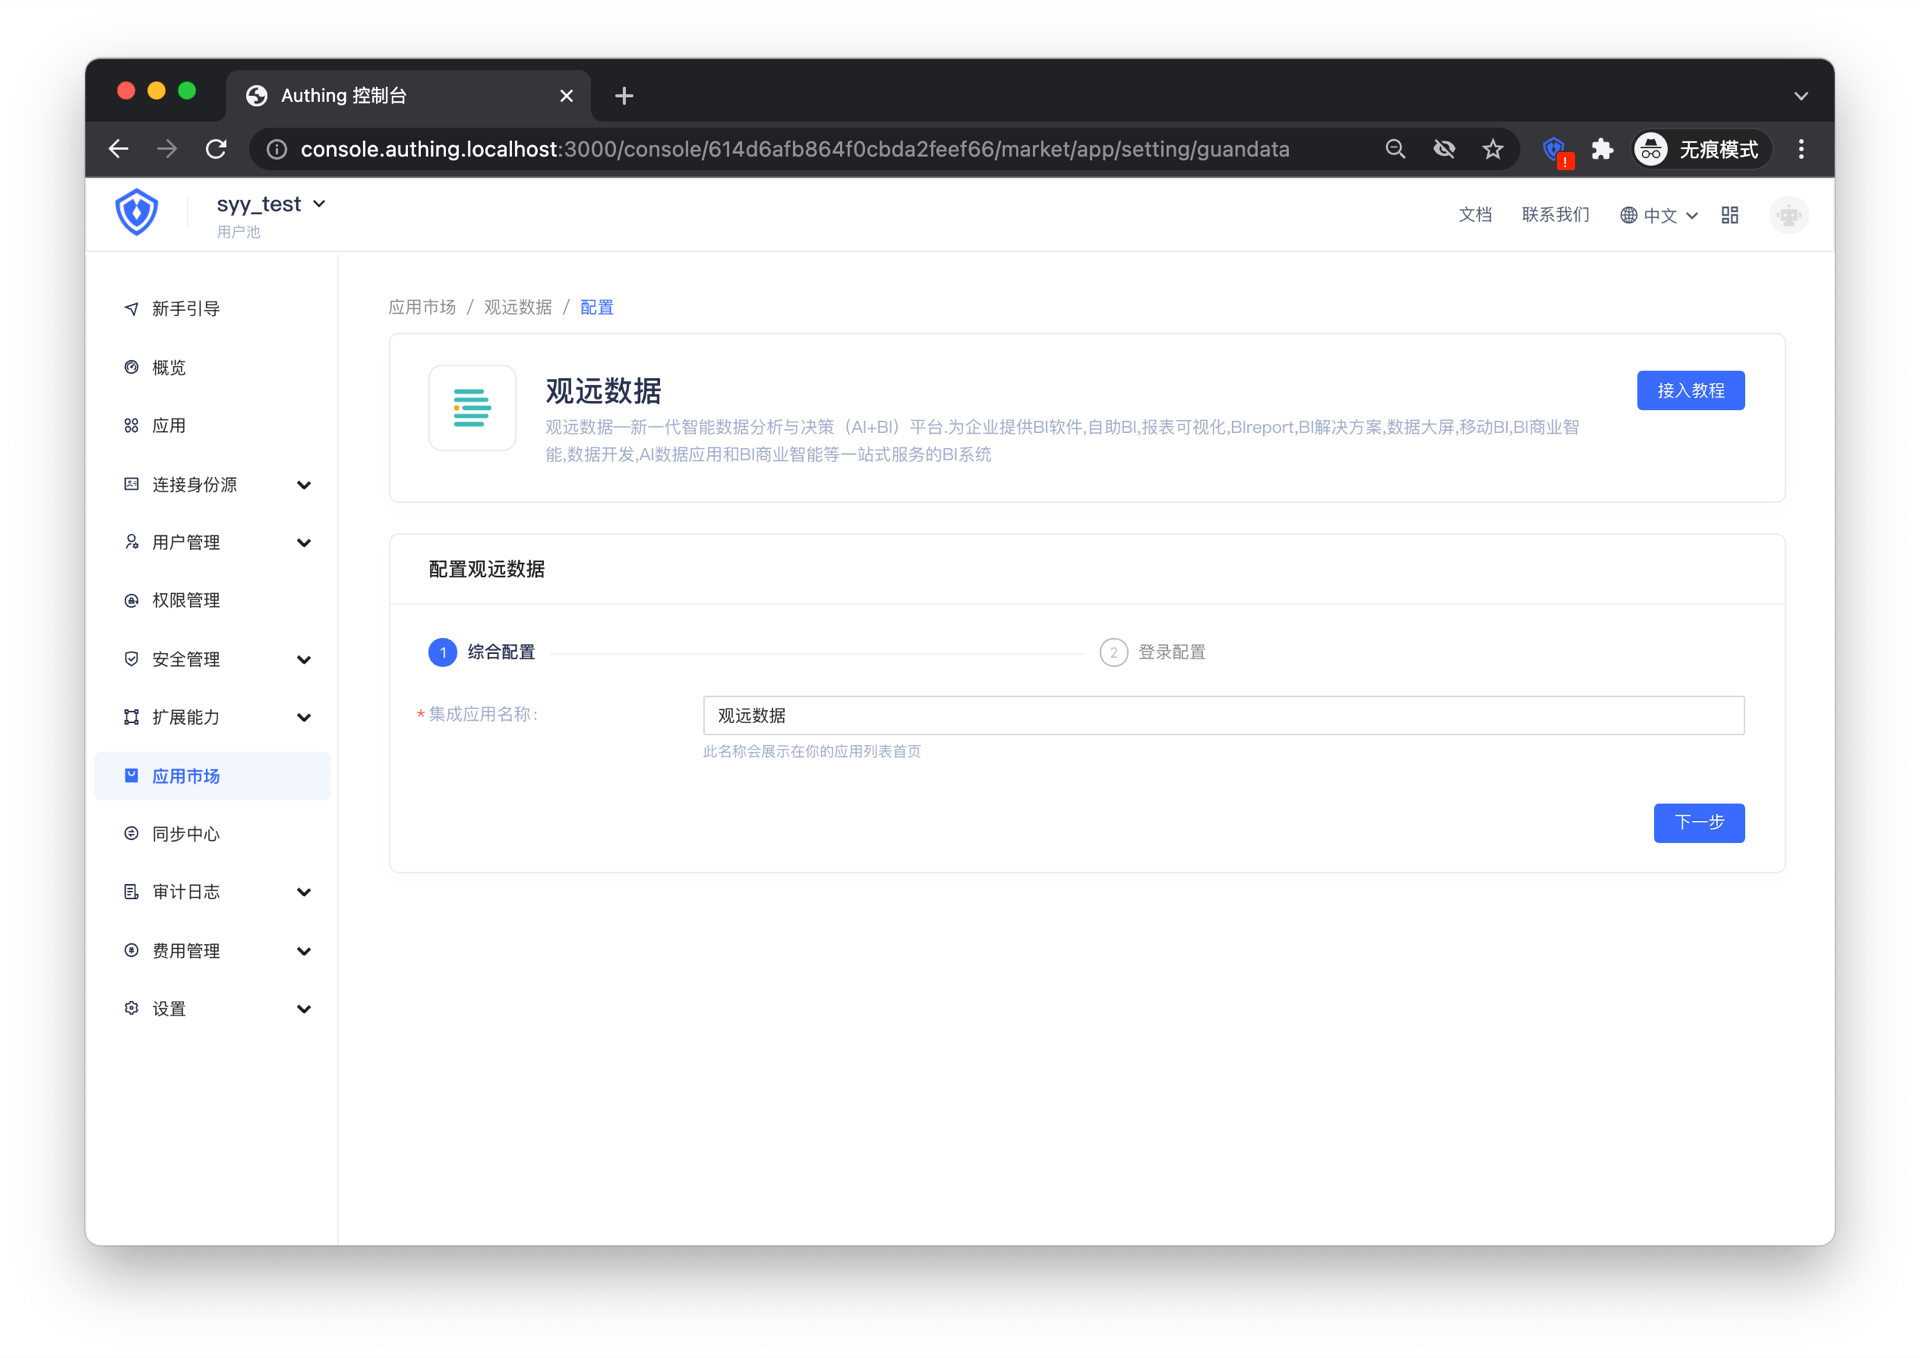 Authing 控制台
console.authing.localhost:3000/console/614d6afb864f0cbda2feef66/market/app/setting/guandata
!
无痕模式
syy_test
用户池
文档
联系我们
中文
新手引导
概览
应用
连接身份源
用户管理
权限管理
安全管理
扩展能力
应用市场
同步中心
审计日志
费用管理
设置
应用市场 / 观远数据 / 配置
观远数据
接入教程
观远数据—新一代智能数据分析与决策（AI+BI）平台.为企业提供BI软件,自助BI,报表可视化,BIreport,BI解决方案,数据大屏,移动BI,BI商业智
能,数据开发,AI数据应用和BI商业智能等一站式服务的BI系统
配置观远数据
1 综合配置
2 登录配置
* 集成应用名称:
观远数据
此名称会展示在你的应用列表首页
下一步